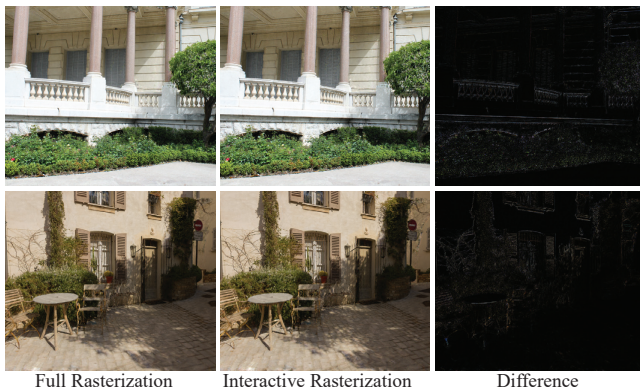 Full Rasterization
Interactive Rasterization
Difference